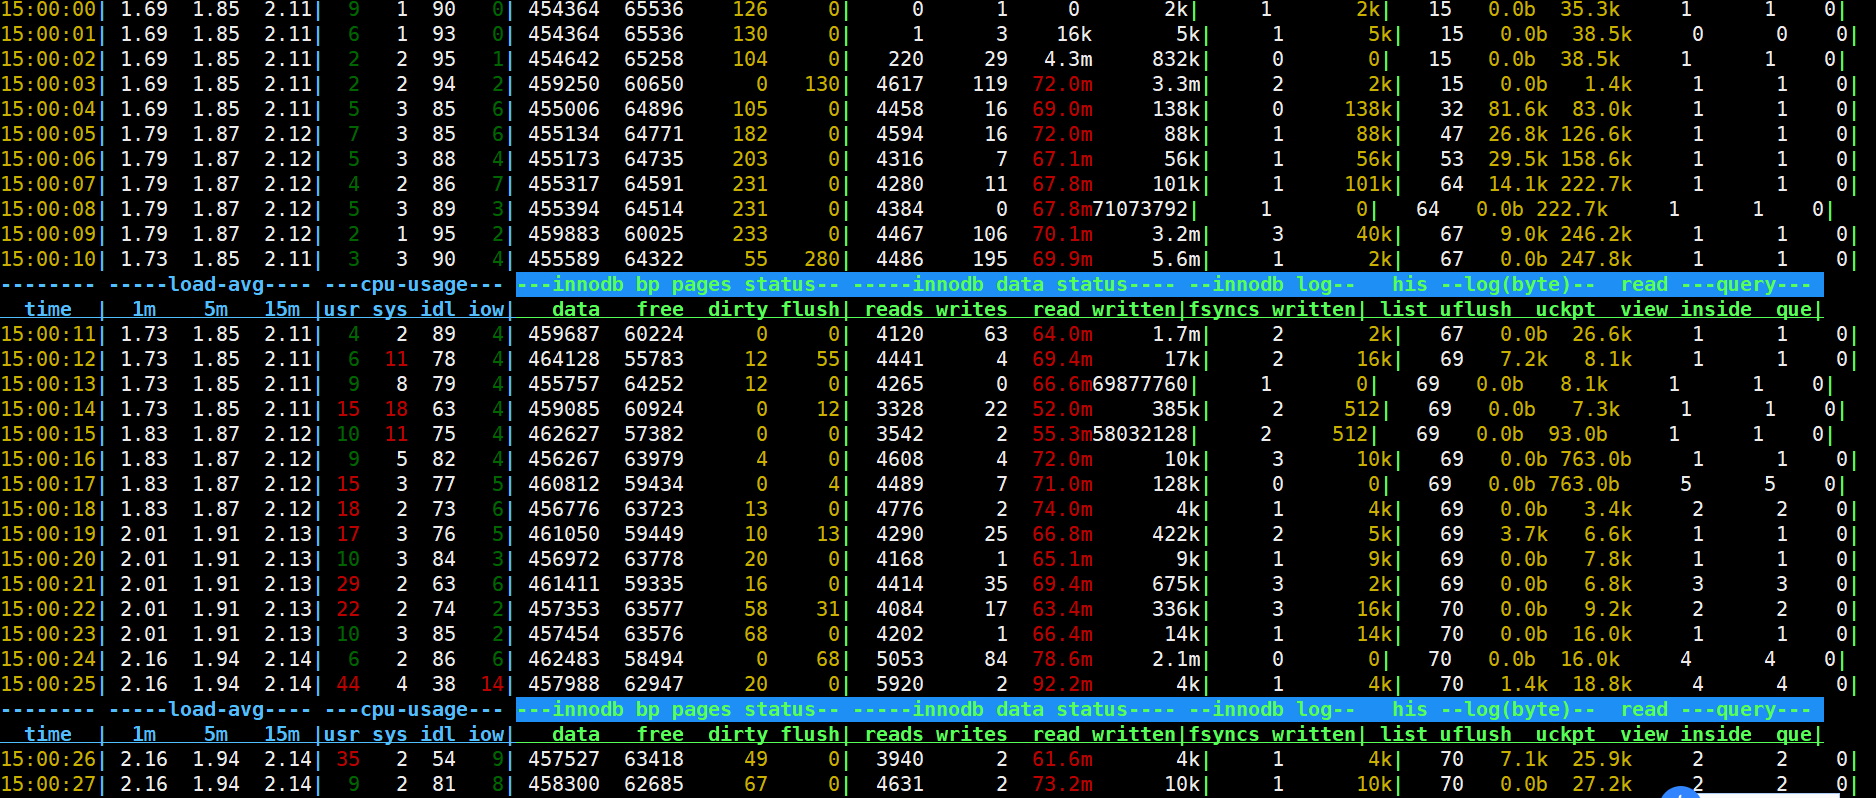 15:00:00| 1.69 1.85 2.11| 9 1 90 0| 454364 65536 126 0| 0 1 0 2k| 1 2k| 15 0.0b 35.3k 1 1 0|
15:00:01| 1.69 1.85 2.11| 6 1 93 0| 454364 65536 130 0| 1 3 16k 5k| 1 5k| 15 0.0b 38.5k 0 0 0|
15:00:02| 1.69 1.85 2.11| 2 2 95 1| 454642 65258 104 0| 220 29 4.3m 832k| 0 0| 15 0.0b 38.5k 1 1 0|
15:00:03| 1.69 1.85 2.11| 2 2 94 2| 459250 60650 0 130| 4617 119 72.0m 3.3m| 2 2k| 15 0.0b 1.4k 1 1 0|
15:00:04| 1.69 1.85 2.11| 5 3 85 6| 455006 64896 105 0| 4458 16 69.0m 138k| 0 138k| 32 81.6k 83.0k 1 1 0|
15:00:05| 1.79 1.87 2.12| 7 3 85 6| 455134 64771 182 0| 4594 16 72.0m 88k| 1 88k| 47 26.8k 126.6k 1 1 0|
15:00:06| 1.79 1.87 2.12| 5 3 88 4| 455173 64735 203 0| 4316 7 67.1m 56k| 1 56k| 53 29.5k 158.6k 1 1 0|
15:00:07| 1.79 1.87 2.12| 4 2 86 7| 455317 64591 231 0| 4280 11 67.8m 101k| 1 101k| 64 14.1k 222.7k 1 1 0|
15:00:08| 1.79 1.87 2.12| 5 3 89 3| 455394 64514 231 0| 4384 0 67.8m71073792| 1 0| 64 0.0b 222.7k 1 1 0|
15:00:09| 1.79 1.87 2.12| 2 1 95 2| 459883 60025 233 0| 4467 106 70.1m 3.2m| 3 40k| 67 9.0k 246.2k 1 1 0|
15:00:10| 1.73 1.85 2.11| 3 3 90 4| 455589 64322 55 280| 4486 195 69.9m 5.6m| 1 2k| 67 0.0b 247.8k 1 1 0|
-------- -----load-avg---- ---cpu-usage--- ---innodb bp pages status-- -----innodb data status---- --innodb log-- his --log(byte)-- read ---query---
time | 1m 5m 15m |usr sys idl iow| data free dirty flush| reads writes read written|fsyncs written| list uflush uckpt view inside que|
15:00:11| 1.73 1.85 2.11| 4 2 89 4| 459687 60224 0 0| 4120 63 64.0m 1.7m| 2 2k| 67 0.0b 26.6k 1 1 0|
15:00:12| 1.73 1.85 2.11| 6 11 78 4| 464128 55783 12 55| 4441 4 69.4m 17k| 2 16k| 69 7.2k 8.1k 1 1 0|
15:00:13| 1.73 1.85 2.11| 9 8 79 4| 455757 64252 12 0| 4265 0 66.6m69877760| 1 0| 69 0.0b 8.1k 1 1 0|
15:00:14| 1.73 1.85 2.11| 15 18 63 4| 459085 60924 0 12| 3328 22 52.0m 385k| 2 512| 69 0.0b 7.3k 1 1 0|
15:00:15| 1.83 1.87 2.12| 10 11 75 4| 462627 57382 0 0| 3542 2 55.3m58032128| 2 512| 69 0.0b 93.0b 1 1 0|
15:00:16| 1.83 1.87 2.12| 9 5 82 4| 456267 63979 4 0| 4608 4 72.0m 10k| 3 10k| 69 0.0b 763.0b 1 1 0|
15:00:17| 1.83 1.87 2.12| 15 3 77 5| 460812 59434 0 4| 4489 7 71.0m 128k| 0 0| 69 0.0b 763.0b 5 5 0|
15:00:18| 1.83 1.87 2.12| 18 2 73 6| 456776 63723 13 0| 4776 2 74.0m 4k| 1 4k| 69 0.0b 3.4k 2 2 0|
15:00:19| 2.01 1.91 2.13| 17 3 76 5| 461050 59449 10 13| 4290 25 66.8m 422k| 2 5k| 69 3.7k 6.6k 1 1 0|
15:00:20| 2.01 1.91 2.13| 10 3 84 3| 456972 63778 20 0| 4168 1 65.1m 9k| 1 9k| 69 0.0b 7.8k 1 1 0|
15:00:21| 2.01 1.91 2.13| 29 2 63 6| 461411 59335 16 0| 4414 35 69.4m 675k| 3 2k| 69 0.0b 6.8k 3 3 0|
15:00:22| 2.01 1.91 2.13| 22 2 74 2| 457353 63577 58 31| 4084 17 63.4m 336k| 3 16k| 70 0.0b 9.2k 2 2 0|
15:00:23| 2.01 1.91 2.13| 10 3 85 2| 457454 63576 68 0| 4202 1 66.4m 14k| 1 14k| 70 0.0b 16.0k 1 1 0|
15:00:24| 2.16 1.94 2.14| 6 2 86 6| 462483 58494 0 68| 5053 84 78.6m 2.1m| 0 0| 70 0.0b 16.0k 4 4 0|
15:00:25| 2.16 1.94 2.14| 44 4 38 14| 457988 62947 20 0| 5920 2 92.2m 4k| 1 4k| 70 1.4k 18.8k 4 4 0|
-------- -----load-avg---- ---cpu-usage--- ---innodb bp pages status-- -----innodb data status---- --innodb log-- his --log(byte)-- read ---query---
time | 1m 5m 15m |usr sys idl iow| data free dirty flush| reads writes read written|fsyncs written| list uflush uckpt view inside que|
15:00:26| 2.16 1.94 2.14| 35 2 54 9| 457527 63418 49 0| 3940 2 61.6m 4k| 1 4k| 70 7.1k 25.9k 2 2 0|
15:00:27| 2.16 1.94 2.14| 9 2 81 8| 458300 62685 67 0| 4631 2 73.2m 10k| 1 10k| 70 0.0b 27.2k 2 2 0|